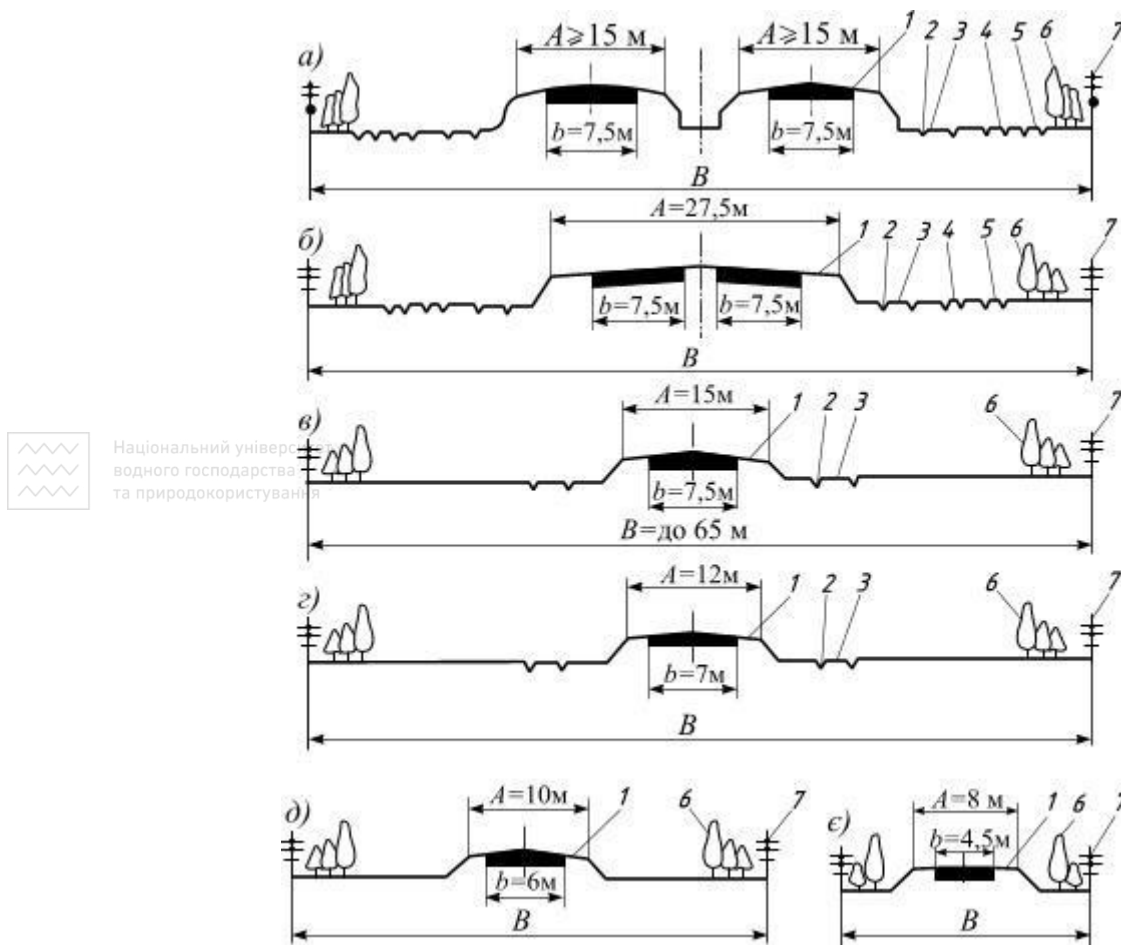 а) A⩾15 м A⩾15 м 1 2 3 4 5 6 7
b=7,5м b=7,5м
B
б) A=27,5м 1 2 3 4 5 6 7
b=7,5м b=7,5м
B
в) A=15м 1 2 3 6 7
Національний університет
водного господарства
та природокористування
b=7,5м
B=до 65 м
г) A=12м 1 2 3 6 7
b=7м
B
д) A=10м 1 6 7
b=6м
B
є) A=8 м 1 6 7
b=4,5м
B